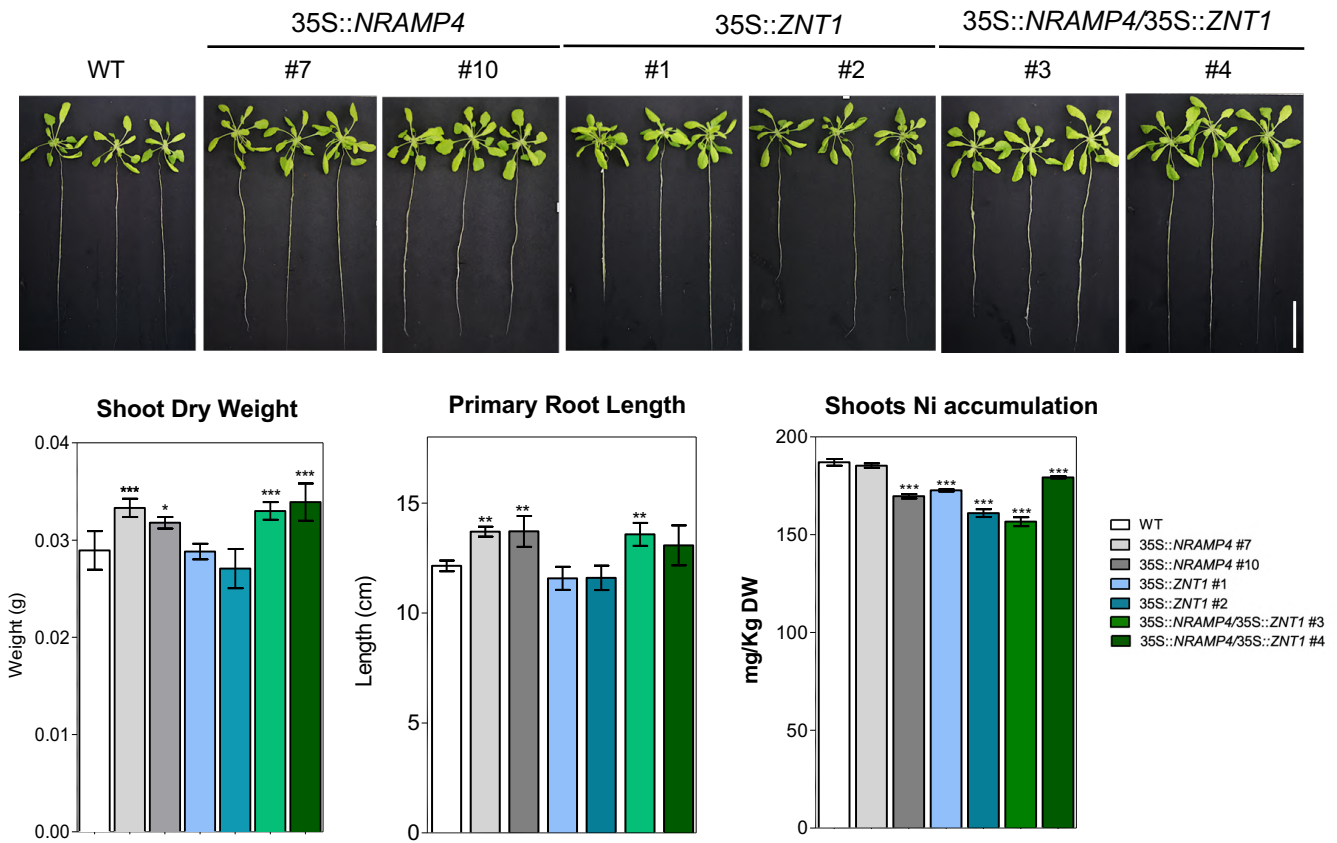 35S::NRAMP4 35S::ZNT1 35S::NRAMP4/35S::ZNT1
WT #7 #10 #1 #2 #3 #4
Shoot Dry Weight
Weight (g)
0.04
0.03
0.02
0.01
0.00
*** * *** ***
Primary Root Length
Length (cm)
15
10
5
0
** ** **
Shoots Ni accumulation
mg/Kg DW
200
150
100
50
0
*** *** *** *** ***
WT
35S::NRAMP4 #7
35S::NRAMP4 #10
35S::ZNT1 #1
35S::ZNT1 #2
35S::NRAMP4/35S::ZNT1 #3
35S::NRAMP4/35S::ZNT1 #4